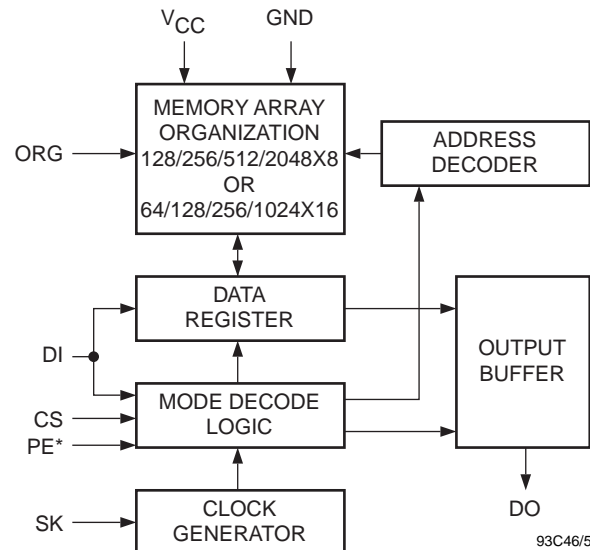 VCC
GND
MEMORY ARRAY
ORGANIZATION
128/256/512/2048X8
OR
64/128/256/1024X16
ORG
ADDRESS
DECODER
DATA
REGISTER
DI
OUTPUT
BUFFER
MODE DECODE
LOGIC
CS
PE*
SK
CLOCK
GENERATOR
DO
93C46/5